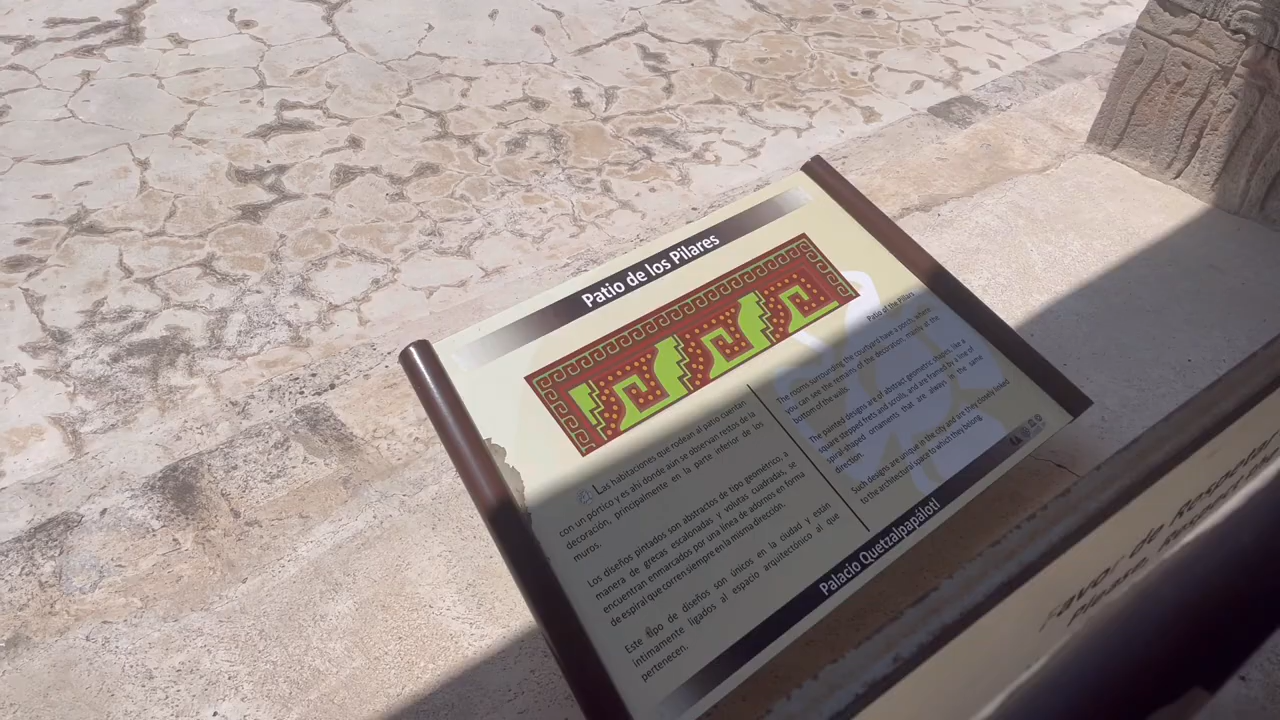 Patio de los Pilares
Las habitaciones que rodean al patio cuentan
con un pórtico y es ahí donde aún se observan restos de la
decoración, principalmente en la parte inferior de los
muros.
Los diseños pintados son abstractos de tipo geométrico, a
manera de grecas escalonadas y volutas cuadradas, se
encuentran enmarcados por una línea de adornos en forma
de espiral que corren siempre en la misma dirección.
Este tipo de diseños son únicos en la ciudad y están
íntimamente ligados al espacio arquitectónico al que
pertenecen.
Patio of the Pillars
The rooms surrounding the courtyard have a porch, where
you can see the remains of the decoration, mainly at the
bottom of the walls.
The painted designs are of abstract geometric shapes, like a
square stepped frets and scrolls, and are framed by a line of
spiral-shaped ornaments that are always in the same
direction.
Such designs are unique in the city and are they closely linked
to the architectural space to which they belong.
Palacio Quetzalpapálotl
Favor de Respetar
Please